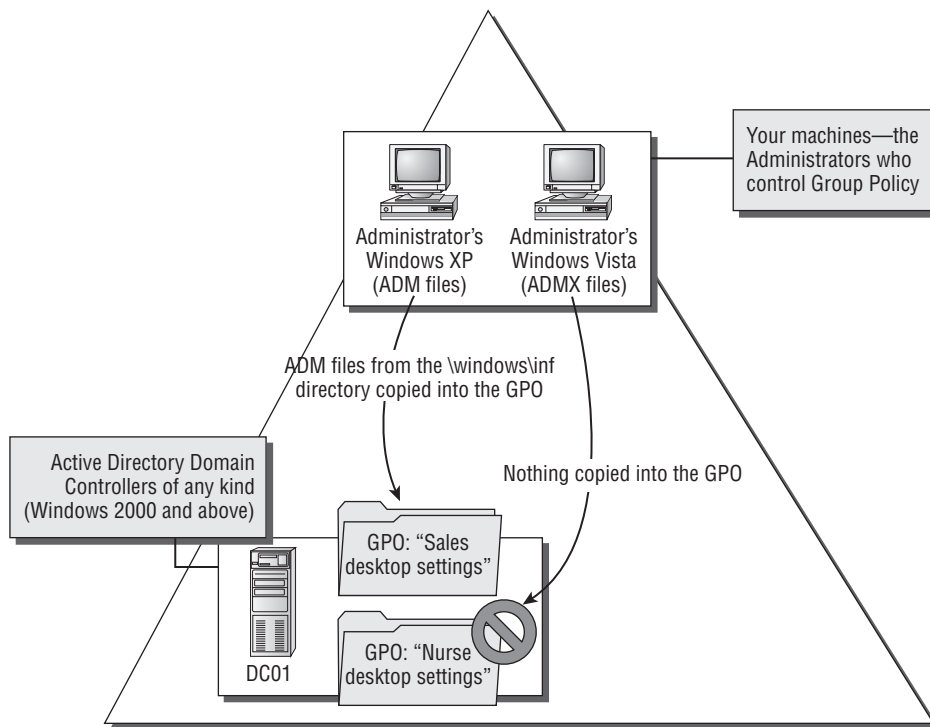 Your machines—the
Administrators who
control Group Policy
Administrator's
Windows XP
(ADM files)
Administrator's
Windows Vista
(ADMX files)
ADM files from the \windows\inf
directory copied into the GPO
Nothing copied into the GPO
Active Directory Domain
Controllers of any kind
(Windows 2000 and above)
GPO: “Sales
desktop settings”
GPO: “Nurse
desktop settings”
DC01